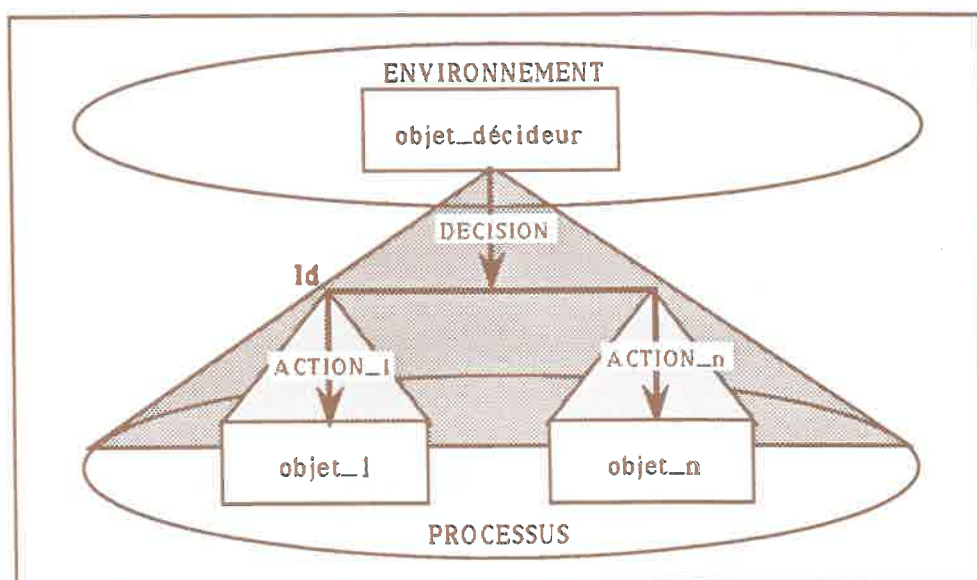 ENVIRONNEMENT
objet_décideur
DECISION
Id
ACTION_1
ACTION_n
objet_1
objet_n
PROCESSUS